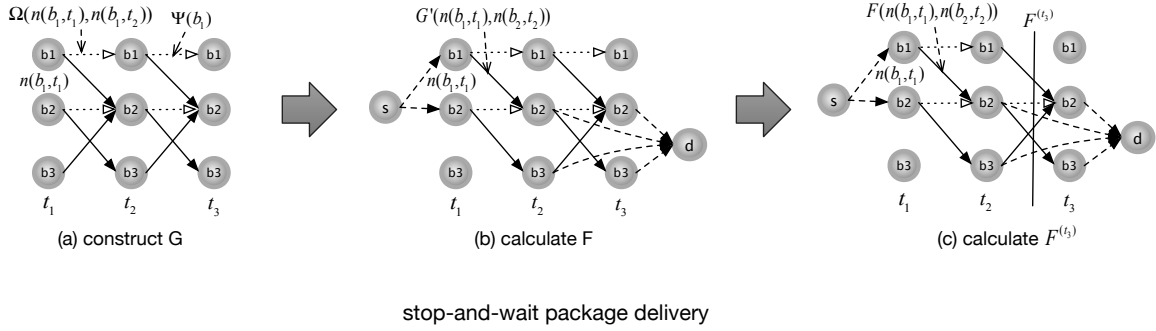 Ω(n(b₁,t₁),n(b₁,t₂)) Ψ(b₁)
b1 b1 b1
n(b₁,t₁)
b2 b2 b2
b3 b3 b3
t₁ t₂ t₃
(a) construct G
G'(n(b₁,t₁),n(b₂,t₂))
b1 b1 b1
n(b₁,t₁)
s b2 b2 b2
d
b3 b3 b3
t₁ t₂ t₃
(b) calculate F
F(n(b₁,t₁),n(b₂,t₂)) F^(t₃)
b1 b1 b1
n(b₁,t₁)
s b2 b2 b2
d
b3 b3 b3
t₁ t₂ t₃
(c) calculate F^(t₃)
stop-and-wait package delivery